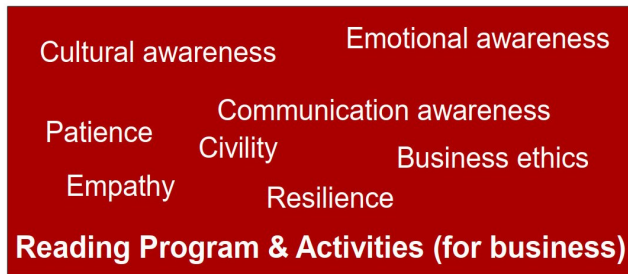 Cultural awareness
Emotional awareness
Communication awareness
Patience
Civility
Business ethics
Empathy
Resilience
Reading Program & Activities (for business)